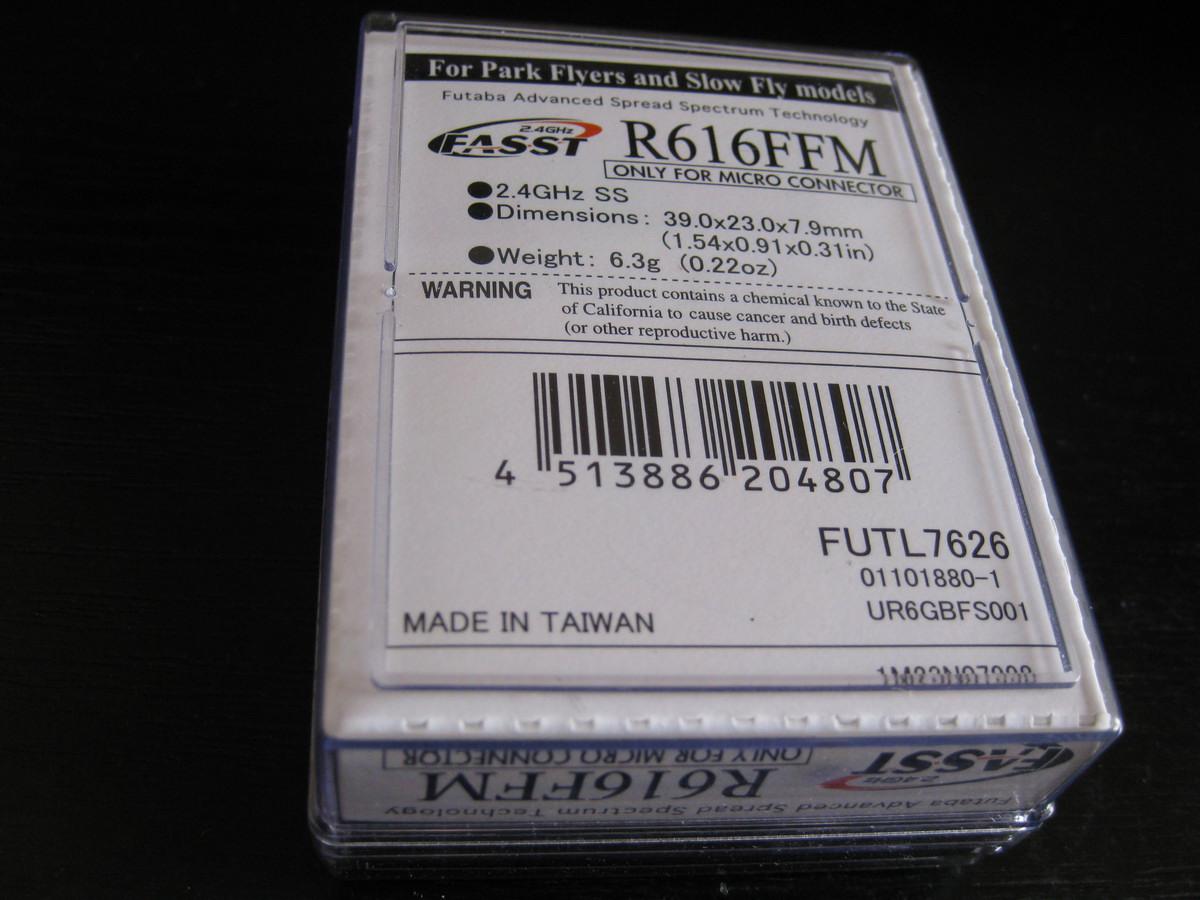 For Park Flyers and Slow Fly models
Futaba Advanced Spread Spectrum Technology
2.4GHz
FASST R616FFM
ONLY FOR MICRO CONNECTOR
●2.4GHz SS
●Dimensions: 39.0x23.0x7.9mm
(1.54x0.91x0.31in)
●Weight: 6.3g (0.22oz)
WARNING This product contains a chemical known to the State
of California to cause cancer and birth defects
(or other reproductive harm.)
4 513886 204807
FUTL7626
01101880-1
UR6GBFS001
MADE IN TAIWAN
Futaba Advanced Spread Spectrum Technology
2.4GHz
FASST R616FFM
ONLY FOR MICRO CONNECTOR